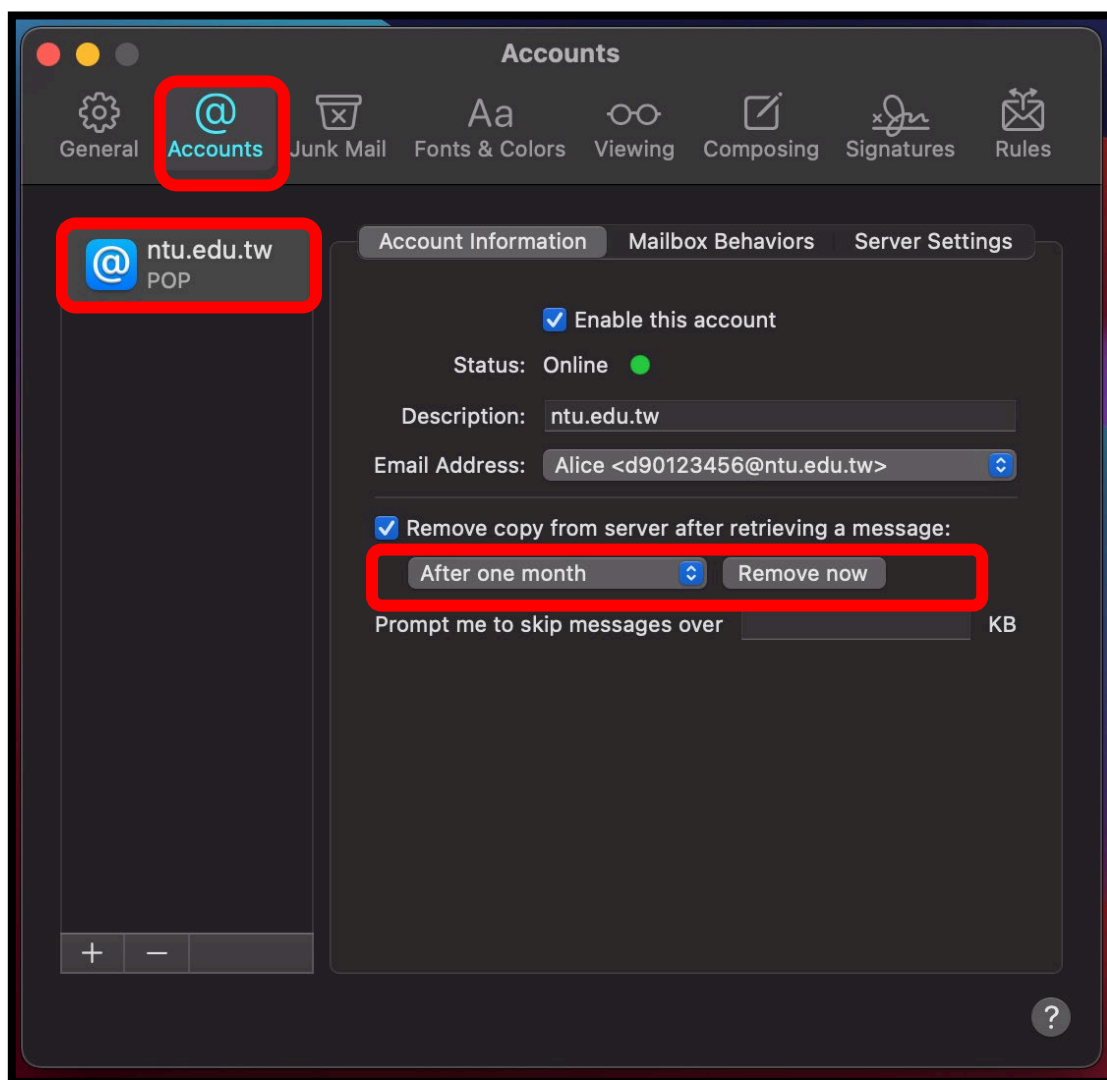 Accounts
General Accounts Junk Mail Fonts & Colors Viewing Composing Signatures Rules
ntu.edu.tw
POP
Account Information Mailbox Behaviors Server Settings
Enable this account
Status: Online
Description: ntu.edu.tw
Email Address: Alice <d90123456@ntu.edu.tw>
Remove copy from server after retrieving a message:
After one month Remove now
Prompt me to skip messages over KB